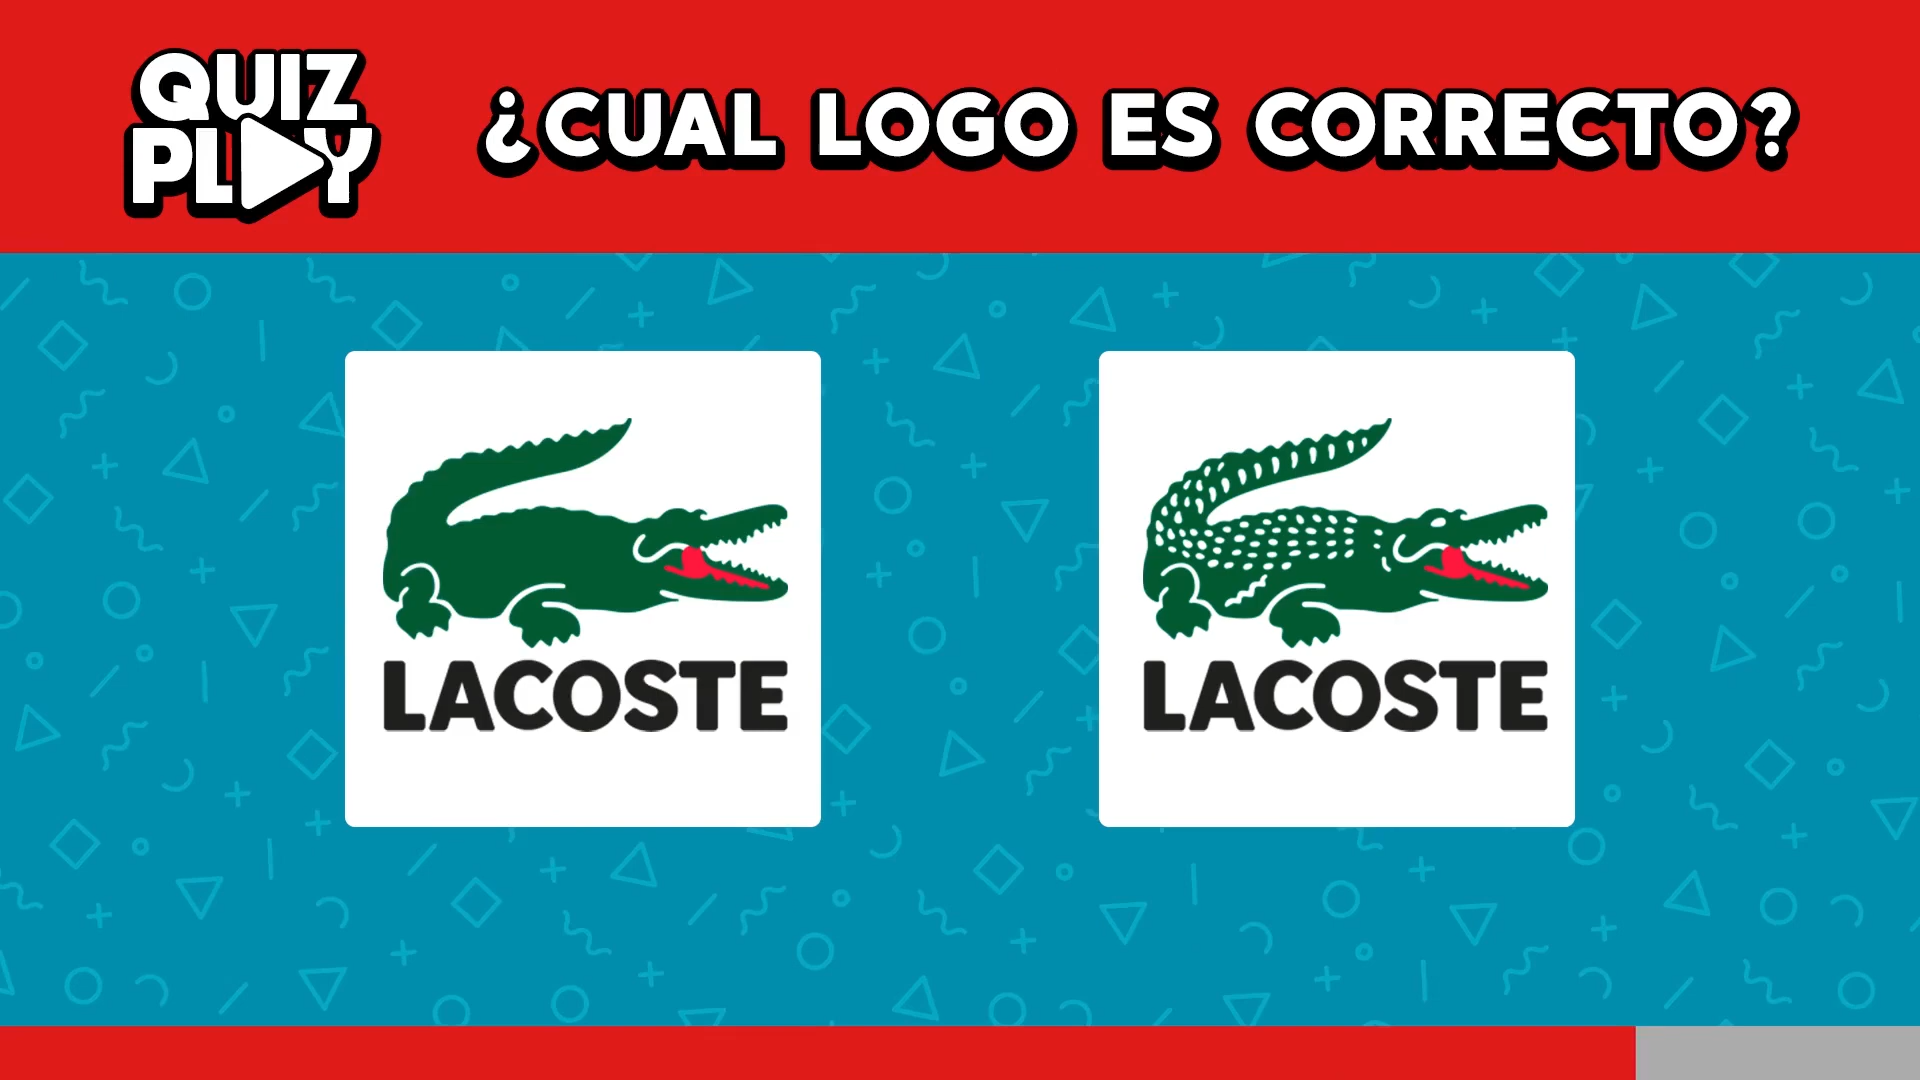 QUIZ
PLAY
¿CUAL LOGO ES CORRECTO?
LACOSTE
LACOSTE